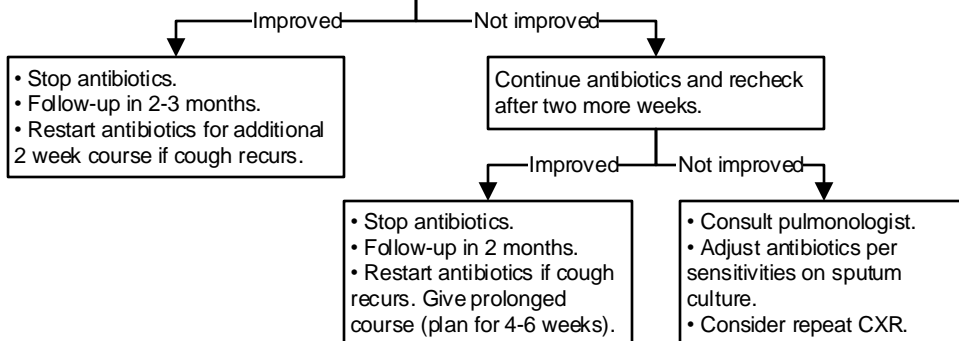 Improved
Not improved
• Stop antibiotics.
• Follow-up in 2-3 months.
• Restart antibiotics for additional
2 week course if cough recurs.
Continue antibiotics and recheck
after two more weeks.
Improved
Not improved
• Stop antibiotics.
• Follow-up in 2 months.
• Restart antibiotics if cough
recurs. Give prolonged
course (plan for 4-6 weeks).
• Consult pulmonologist.
• Adjust antibiotics per
sensitivities on sputum
culture.
• Consider repeat CXR.